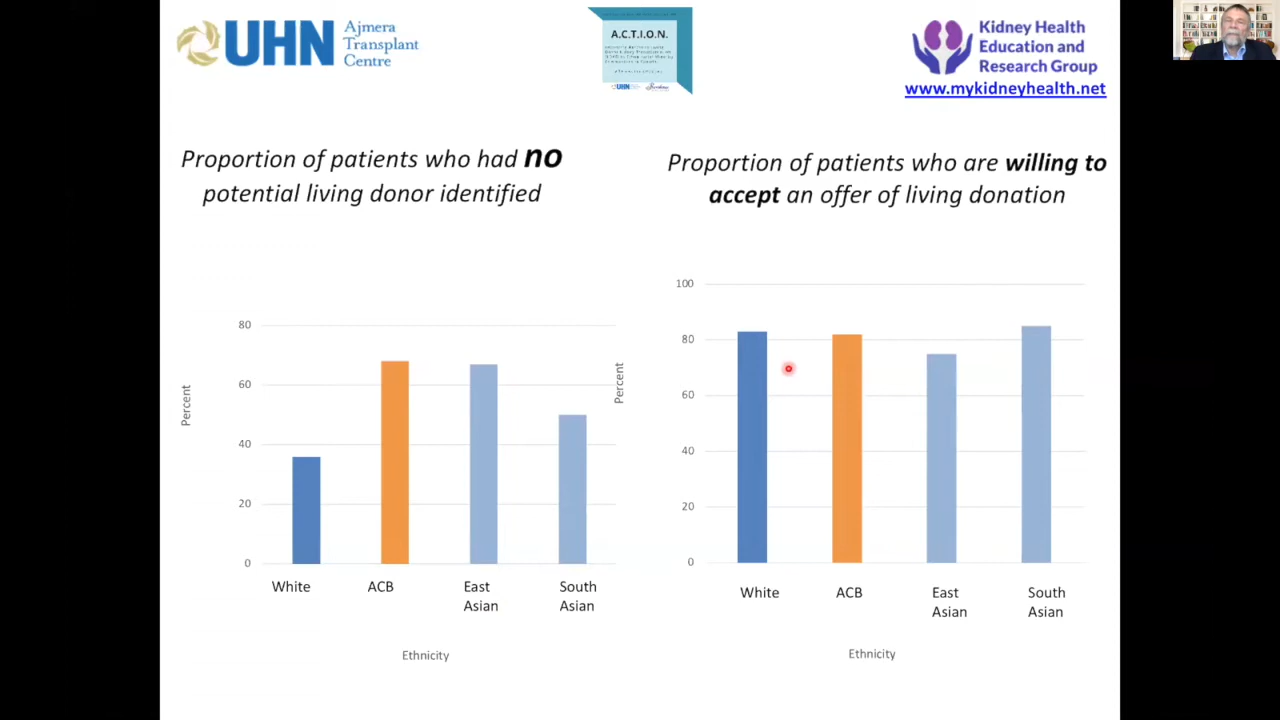 UHN
Ajmera
Transplant
Centre
A.C.T.I.O.N.
UHN
Kidney Health
Education and
Research Group
www.mykidneyhealth.net
Proportion of patients who had no
potential living donor identified
80
60
40
20
0
Percent
White
ACB
East
Asian
South
Asian
Ethnicity
Proportion of patients who are willing to
accept an offer of living donation
100
80
60
40
20
0
Percent
White
ACB
East
Asian
South
Asian
Ethnicity